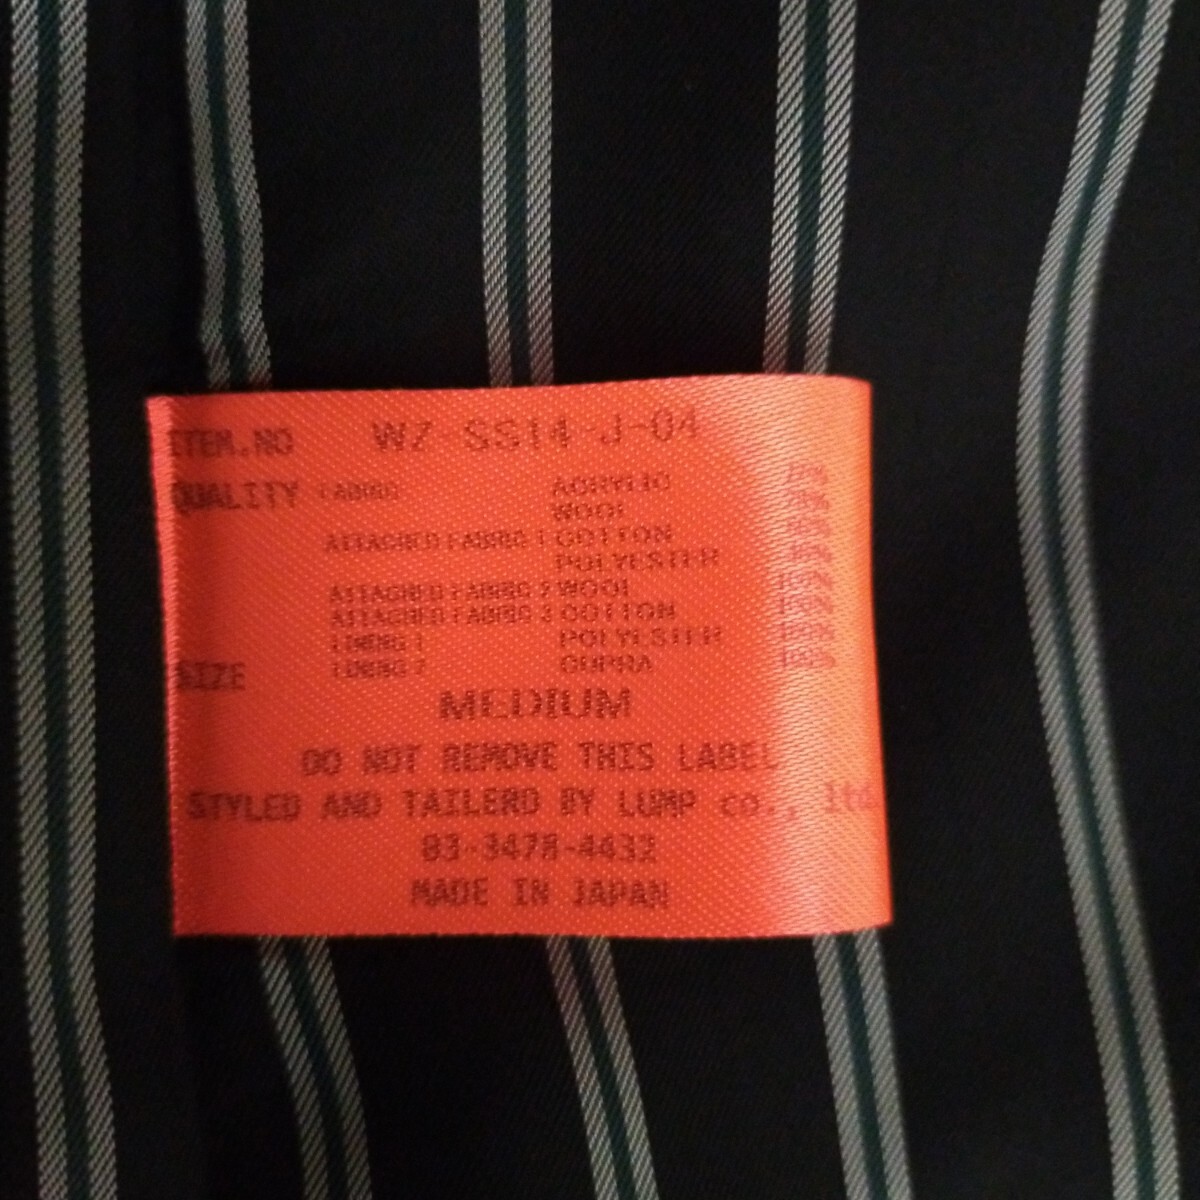 ITEM.NO WZ-SS14-J-04
QUALITY FABRIC ACRYLIC
WOOL
ATTACHED FABRIC 1 COTTON
POLYESTER
ATTACHED FABRIC 2 WOOL
ATTACHED FABRIC 3 COTTON
LINING 1 POLYESTER
LINING 2 CUPRA
SIZE
MEDIUM
DO NOT REMOVE THIS LABEL
STYLED AND TAILERD BY LUMP co., ltd
03-3478-4432
MADE IN JAPAN